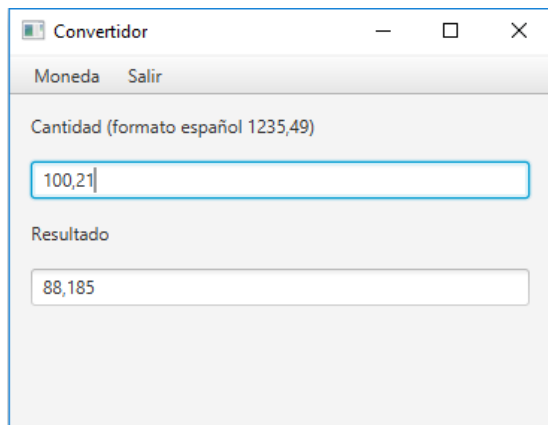 Convertidor
Moneda Salir
Cantidad (formato español 1235,49)
100,21
Resultado
88,185